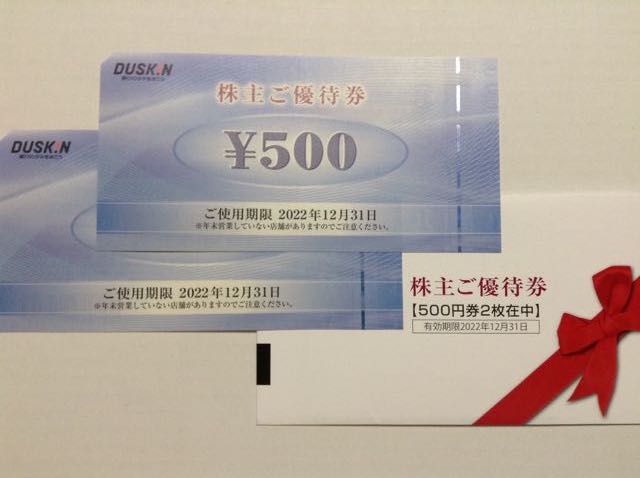 DUSKIN
株主ご優待券
¥500
ご使用期限 2022年12月31日
※年末営業していない店舗がありますのでご注意ください。
DUSKIN
ご使用期限 2022年12月31日
※年末営業していない店舗がありますのでご注意ください。
株主ご優待券
【500円券2枚在中】
有効期限2022年12月31日